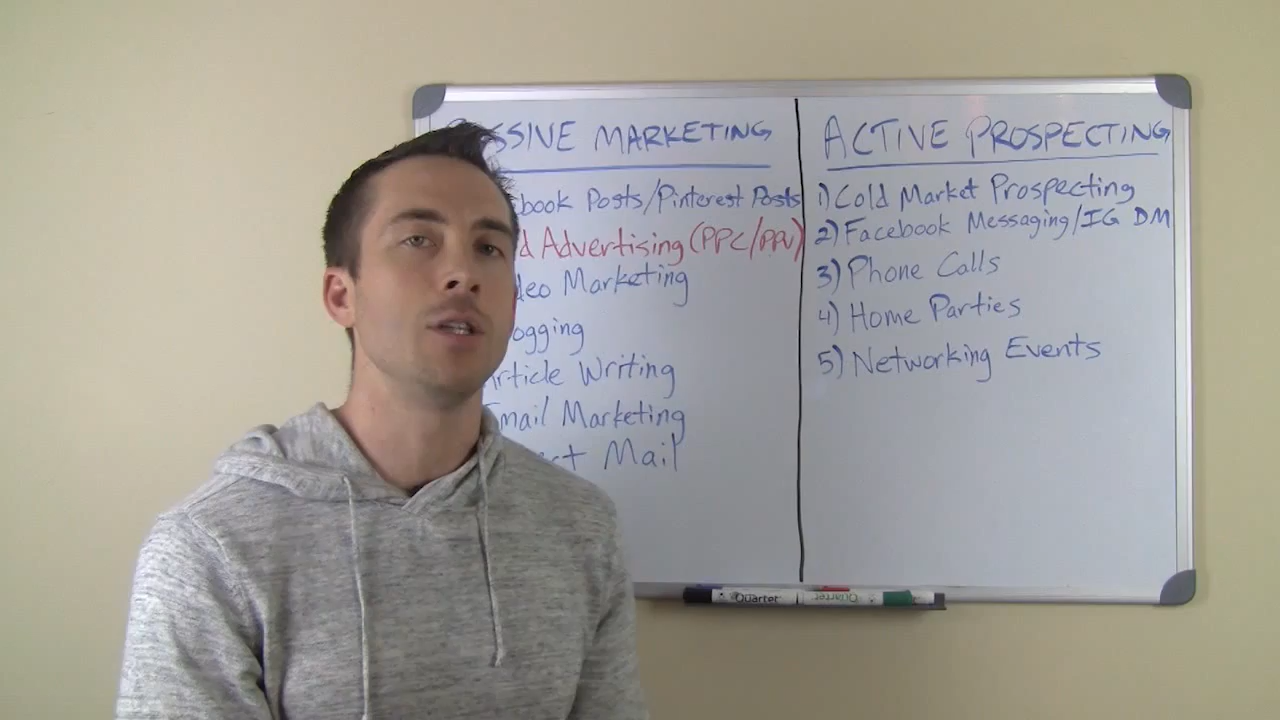 SSIVE MARKETING
book Posts/Pinterest Posts
d Advertising (PPC/PPV)
deo Marketing
ogging
Article Writing
Email Marketing
ct Mail
ACTIVE PROSPECTING
1) Cold Market Prospecting
2) Facebook Messaging/IG DM
3) Phone Calls
4) Home Parties
5) Networking Events
Quartet
Quartet